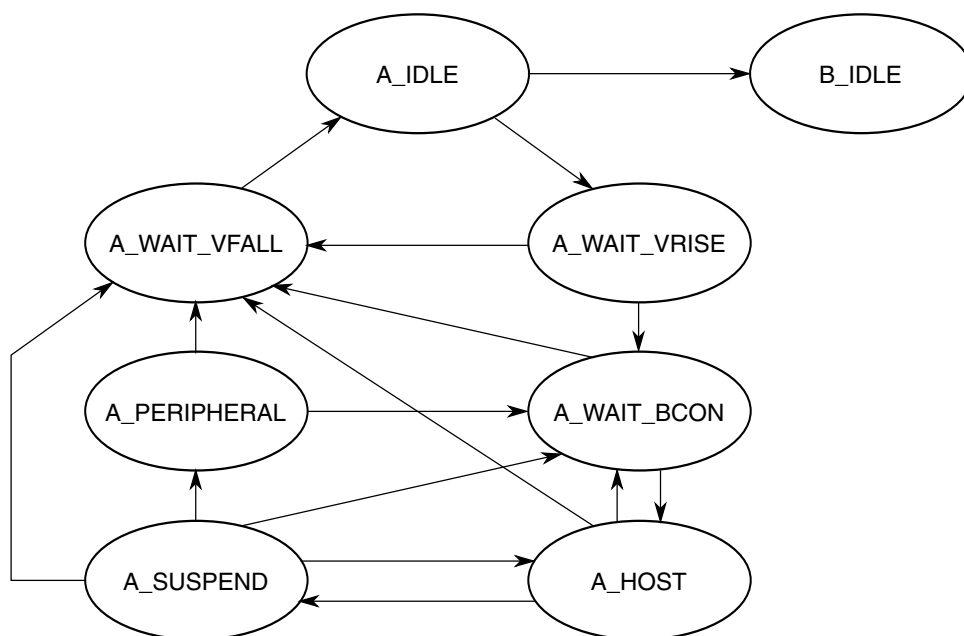 A_IDLE
B_IDLE
A_WAIT_VFALL
A_WAIT_VRISE
A_PERIPHERAL
A_WAIT_BCON
A_SUSPEND
A_HOST